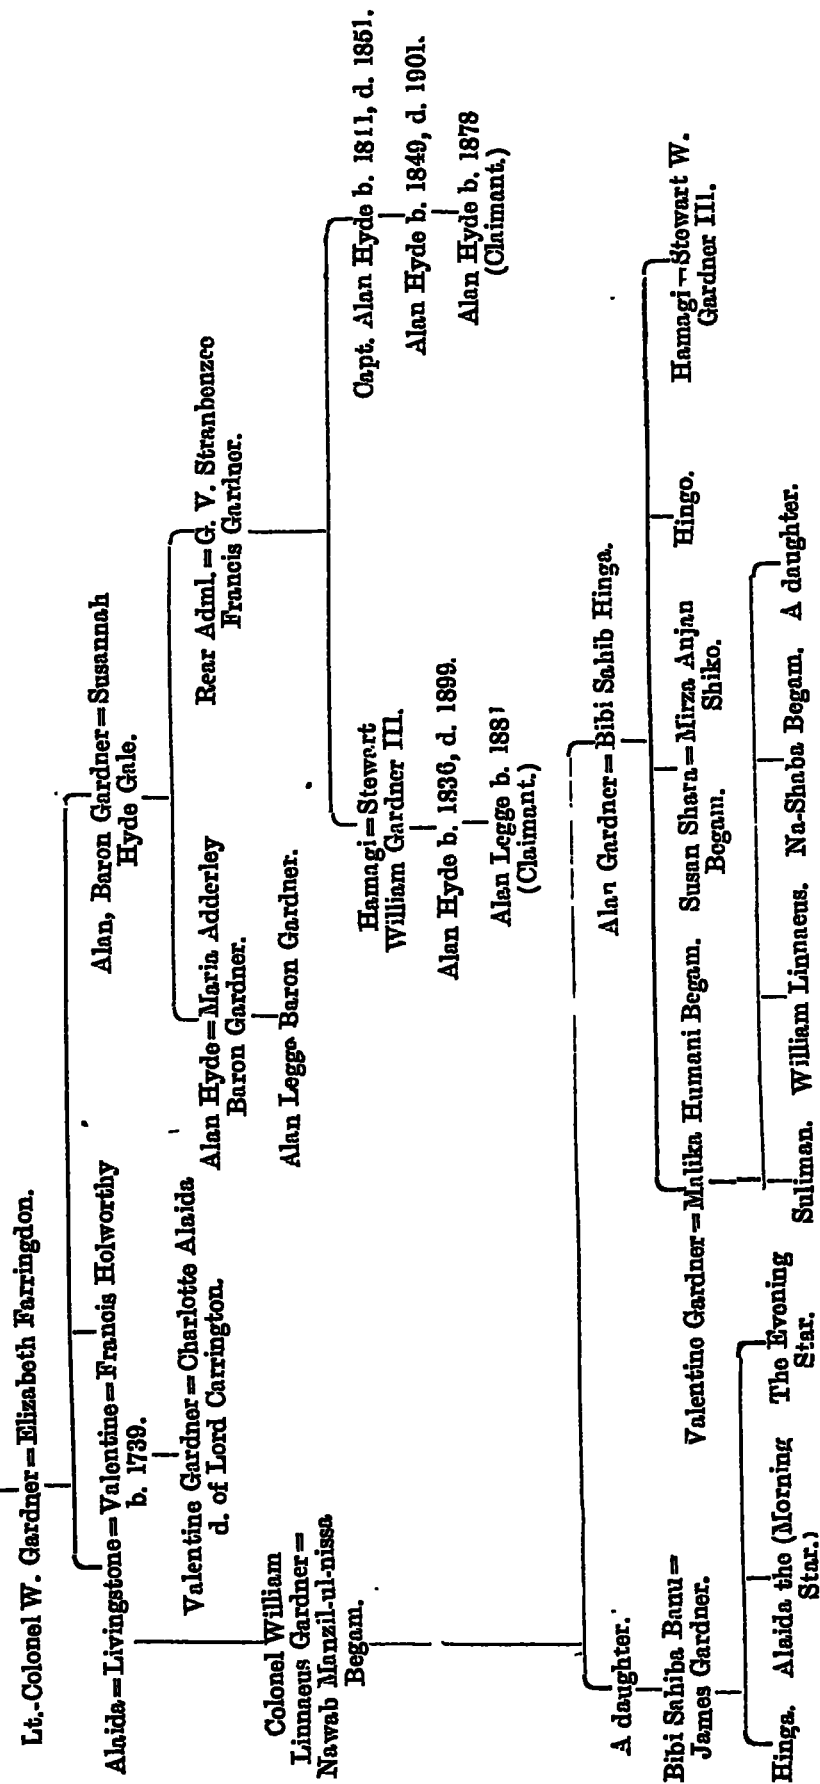 Lt.-Colonel W. Gardner=Elizabeth Farringdon.
Alaida=Livingstone=Valentine=Francis Holworthy
b. 1739.
Alan, Baron Gardner=Susannah
Hyde Gale.
Valentine Gardner=Charlotte Alaida
d. of Lord Carrington.
Alan Hyde=Maria Adderley
Baron Gardner.
Rear Adml.=G. V. Stranbenzee
Francis Gardner.
Alan Legge Baron Gardner.
Colonel William
Linnaeus Gardner=
Nawab Manzil-ul-nissa
Begam.
Hamagi=Stewart
William Gardner III.
Capt. Alan Hyde b. 1811, d. 1851.
Alan Hyde b. 1836, d. 1899.
Alan Hyde b. 1849, d. 1901.
Alan Legge b. 1881
(Claimant.)
Alan Hyde b. 1878
(Claimant.)
A daughter.
Alan Gardner=Bibi Sahib Hinga.
Bibi Sahiba Banu=
James Gardner.
Valentine Gardner=Malika Humani Begam.
Susan Shara=Mirza Anjan
Begam. Shiko.
Hingo.
Hamagi=Stewart W.
Gardner III.
Hinga. Alaida the (Morning
Star.)
The Evening
Star.
Suliman. William Linnaeus. Na-Shaba Begam. A daughter.